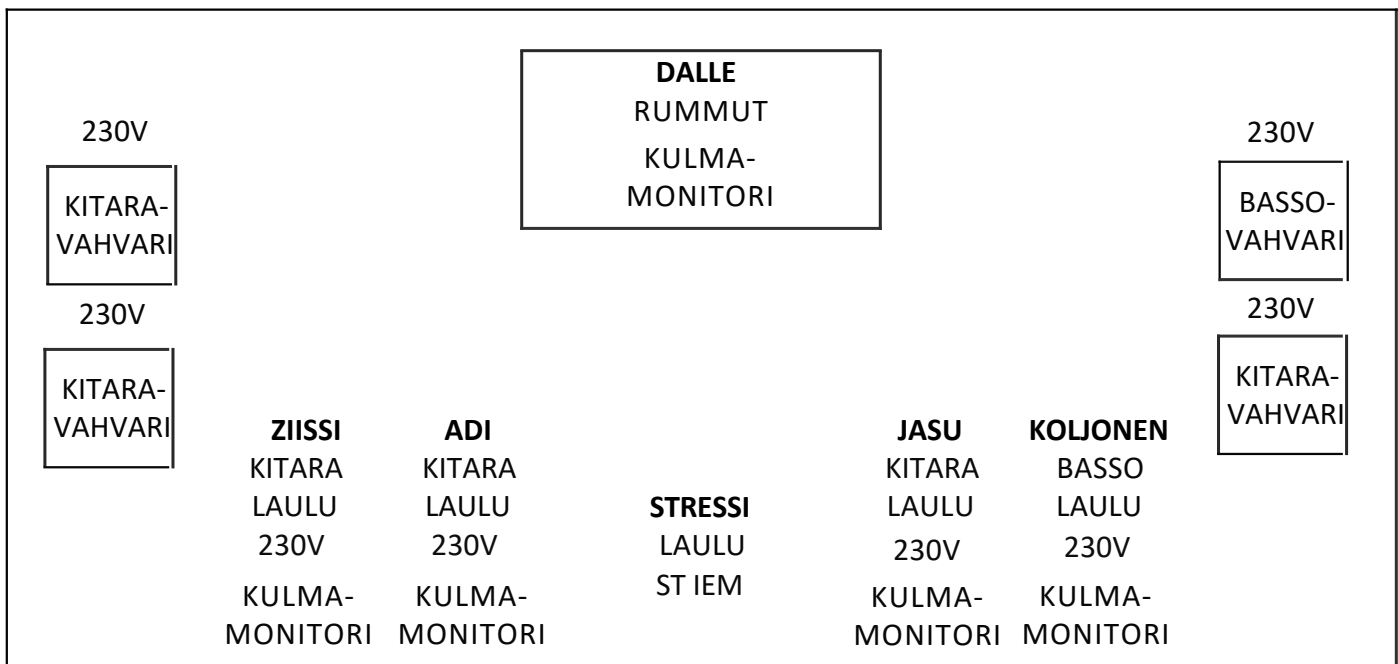 DALLE
RUMMUT
KULMA-
MONITORI
230V
KITARA-
VAHVARI
230V
KITARA-
VAHVARI
230V
BASSO-
VAHVARI
230V
KITARA-
VAHVARI
ZIISSI
KITARA
LAULU
230V
KULMA-
MONITORI
ADI
KITARA
LAULU
230V
KULMA-
MONITORI
STRESSI
LAULU
ST IEM
JASU
KITARA
LAULU
230V
KULMA-
MONITORI
KOLJONEN
BASSO
LAULU
230V
KULMA-
MONITORI